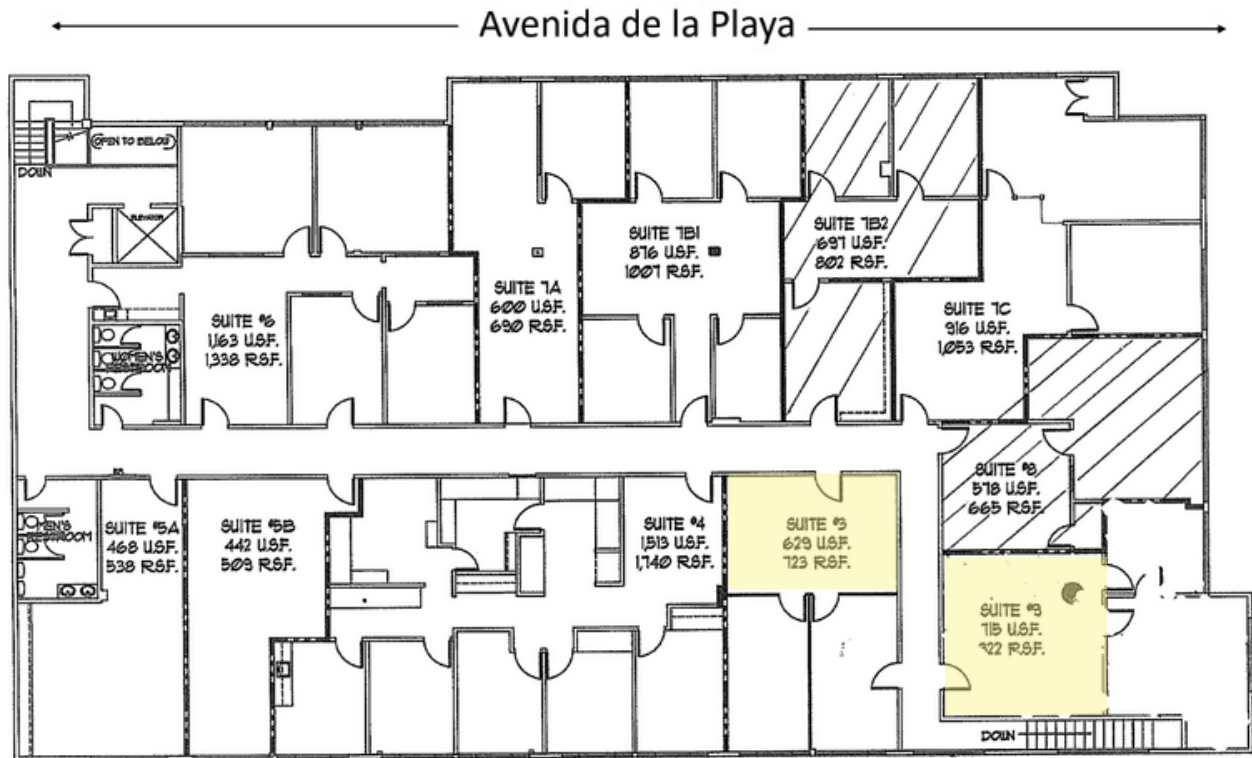 Avenida de la Playa
OPEN TO BELOW
DOWN
ELEVATOR
SUITE 7B1
876 U.S.F.
1007 R.S.F.
SUITE 7B2
697 U.S.F.
802 R.S.F.
SUITE 7A
600 U.S.F.
690 R.S.F.
SUITE #6
1,163 U.S.F.
1,338 R.S.F.
SUITE 7C
916 U.S.F.
1,053 R.S.F.
WOMEN'S
RESTROOM
SUITE #8
578 U.S.F.
665 R.S.F.
MEN'S
RESTROOM
SUITE #5A
468 U.S.F.
538 R.S.F.
SUITE #5B
442 U.S.F.
509 R.S.F.
SUITE #4
1,513 U.S.F.
1,740 R.S.F.
SUITE #3
629 U.S.F.
723 R.S.F.
SUITE #9
715 U.S.F.
R.S.F.
DOWN